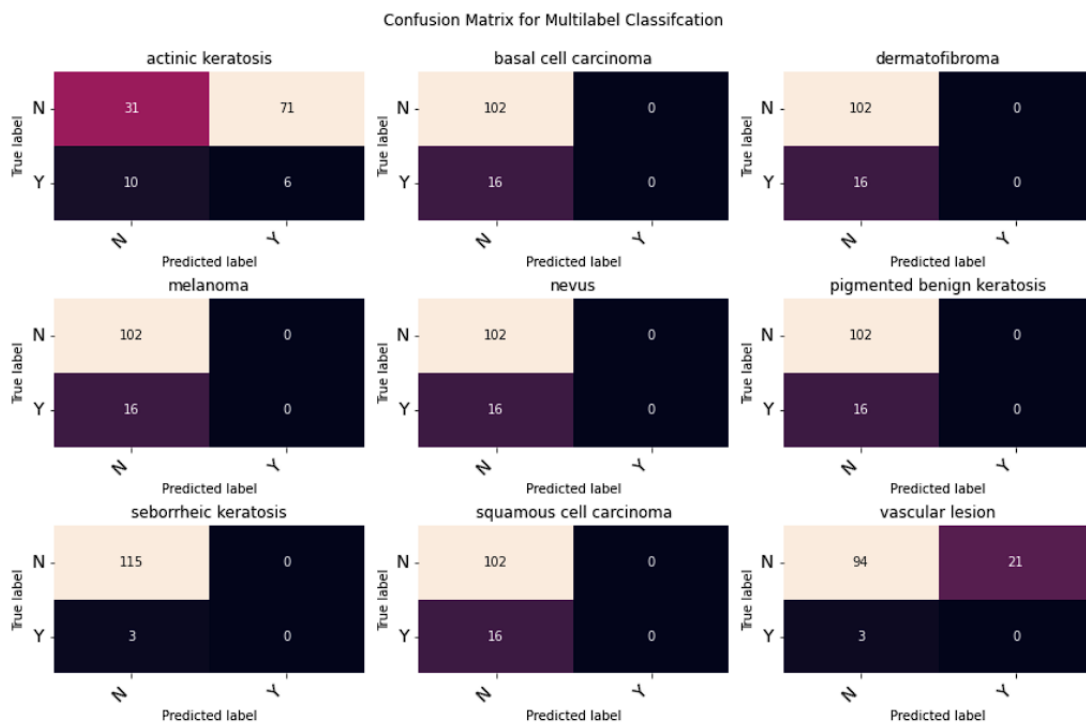 Confusion Matrix for Multilabel Classifcation
actinic keratosis
basal cell carcinoma
dermatofibroma
True label
N
31
71
Y
10
6
N
Y
Predicted label
True label
N
102
0
Y
16
0
N
Y
Predicted label
True label
N
102
0
Y
16
0
N
Y
Predicted label
melanoma
nevus
pigmented benign keratosis
True label
N
102
0
Y
16
0
N
Y
Predicted label
True label
N
102
0
Y
16
0
N
Y
Predicted label
True label
N
102
0
Y
16
0
N
Y
Predicted label
seborrheic keratosis
squamous cell carcinoma
vascular lesion
True label
N
115
0
Y
3
0
N
Y
Predicted label
True label
N
102
0
Y
16
0
N
Y
Predicted label
True label
N
94
21
Y
3
0
N
Y
Predicted label